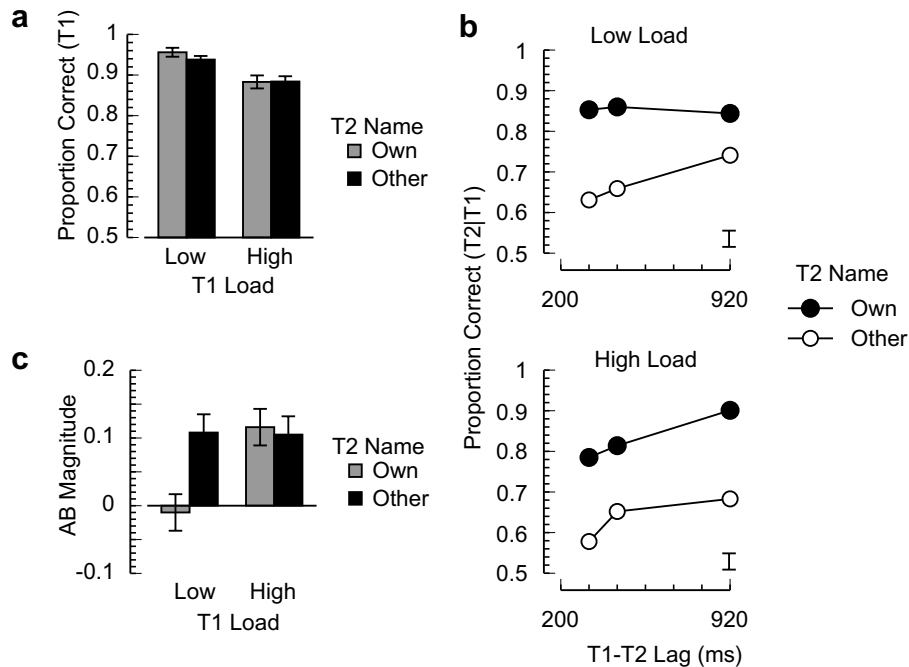 a
Proportion Correct (T1)
1
0.9
0.8
0.7
0.6
0.5
Low
High
T1 Load
T2 Name
Own
Other
b
Low Load
Proportion Correct (T2|T1)
1
0.9
0.8
0.7
0.6
0.5
200
920
T2 Name
Own
Other
High Load
1
0.9
0.8
0.7
0.6
0.5
200
920
T1-T2 Lag (ms)
c
AB Magnitude
0.2
0.1
0
-0.1
Low
High
T1 Load
T2 Name
Own
Other